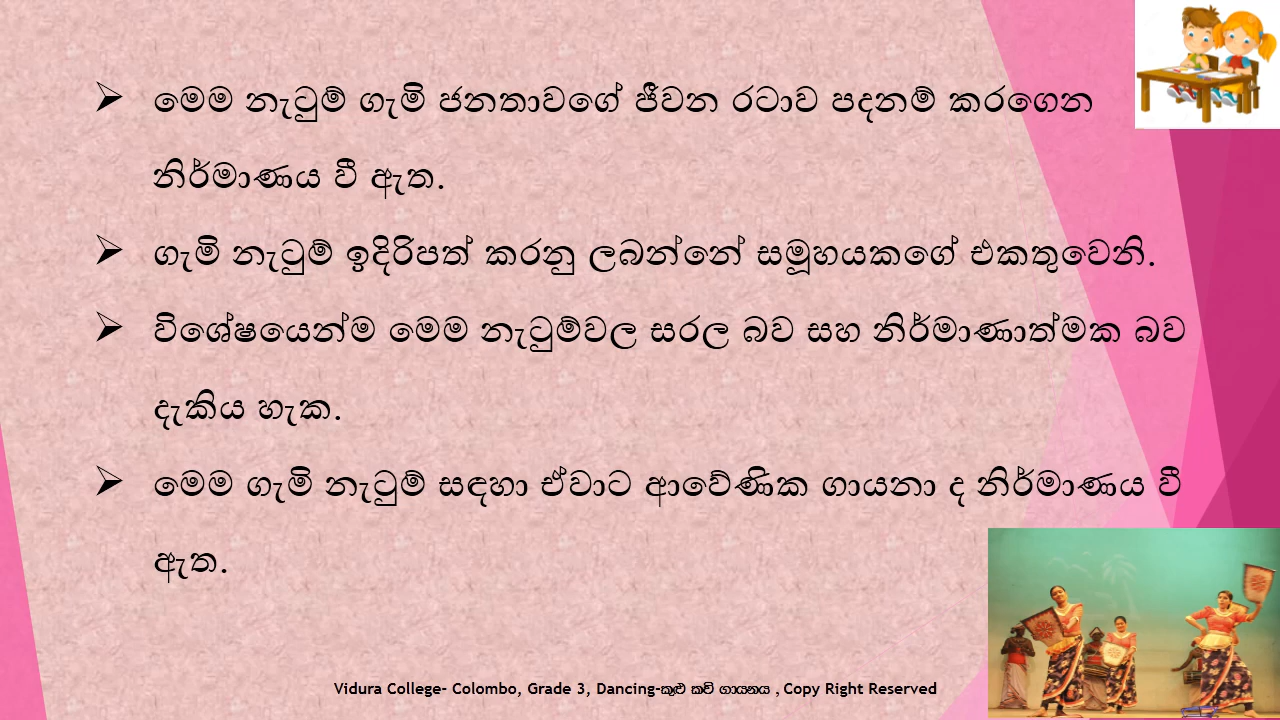 ➢ මෙම නැටුම් ගැමි ජනතාවගේ ජීවන රටාව පදනම් කරගෙන
නිර්මාණය වී ඇත.
➢ ගැමි නැටුම් ඉදිරිපත් කරනු ලබන්නේ සමූහයකගේ එකතුවෙනි.
➢ විශේෂයෙන්ම මෙම නැටුම්වල සරල බව සහ නිර්මාණාත්මක බව
දැකිය හැක.
➢ මෙම ගැමි නැටුම් සඳහා ඒවාට ආවේණික ගායනා ද නිර්මාණය වී
ඇත.
Vidura College- Colombo, Grade 3, Dancing-කුළු කවි ගායනය , Copy Right Reserved